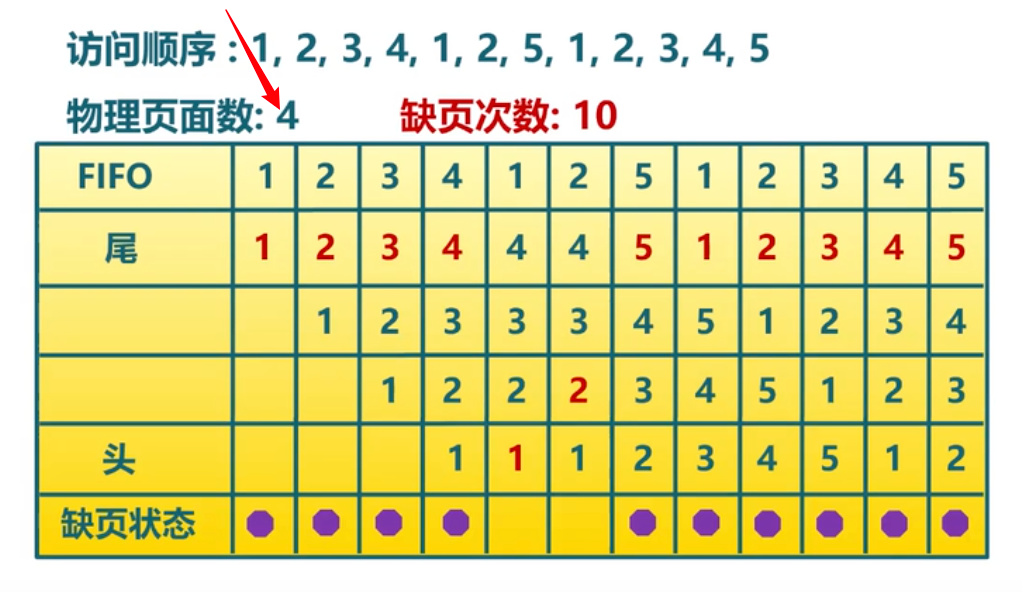 访问顺序：1, 2, 3, 4, 1, 2, 5, 1, 2, 3, 4, 5
物理页面数: 4 缺页次数: 10
FIFO 1 2 3 4 1 2 5 1 2 3 4 5
尾 1 2 3 4 4 4 5 1 2 3 4 5
1 2 3 3 3 4 5 1 2 3 4
1 2 2 2 3 4 5 1 2 3
头 1 1 1 2 3 4 5 1 2
缺页状态